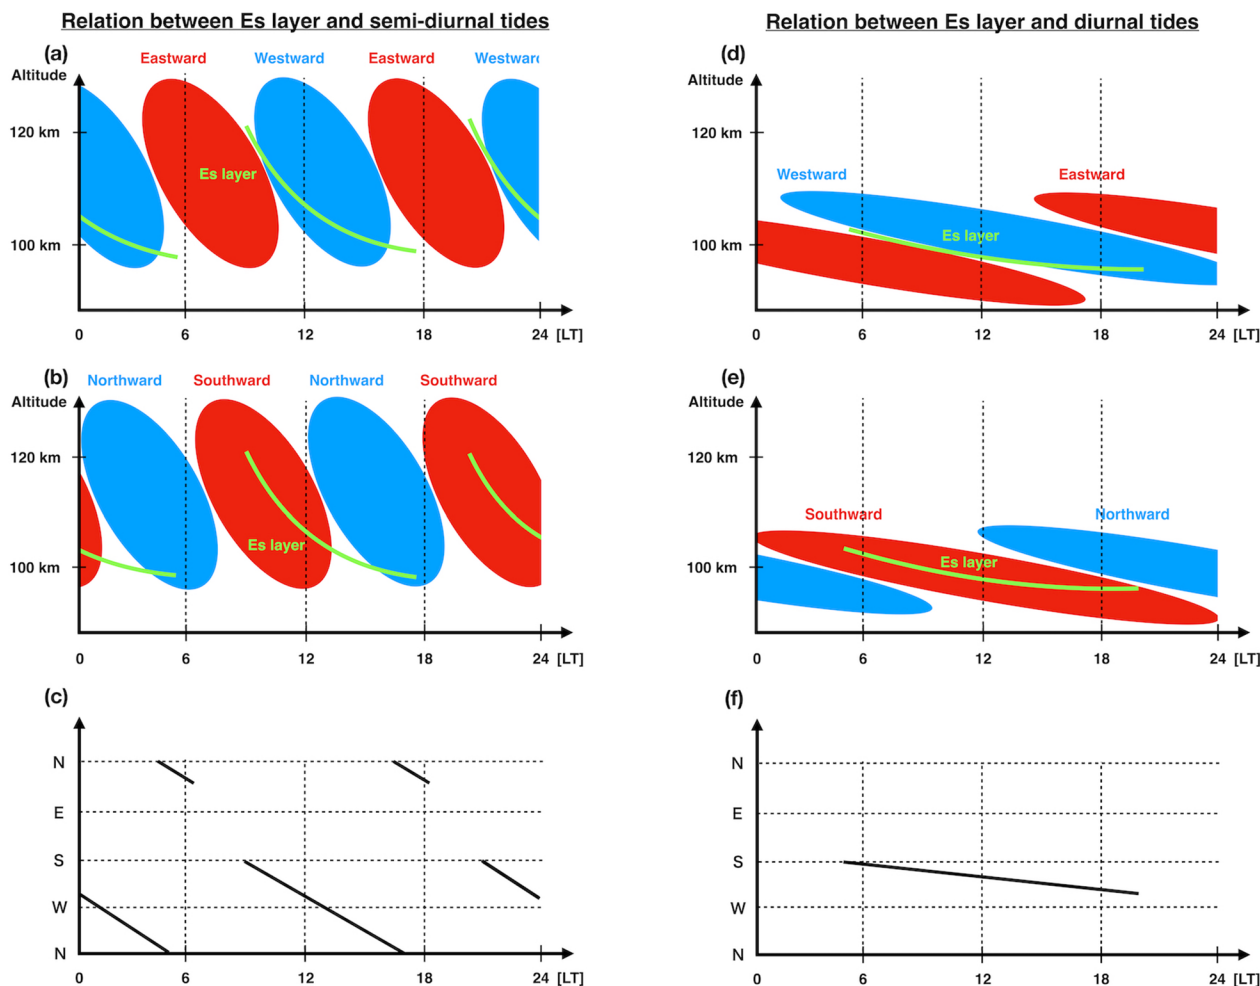 Relation between Es layer and semi-diurnal tides
(a)
Eastward Westward Eastward Westward
Altitude
120 km
Es layer
100 km
0 6 12 18 24 [LT]
(b)
Northward Southward Northward Southward
Altitude
120 km
Es layer
100 km
0 6 12 18 24 [LT]
(c)
N
E
S
W
N
0 6 12 18 24 [LT]
Relation between Es layer and diurnal tides
(d)
Altitude
120 km
Westward Eastward
Es layer
100 km
0 6 12 18 24 [LT]
(e)
Altitude
120 km
Southward Northward
Es layer
100 km
0 6 12 18 24 [LT]
(f)
N
E
S
W
N
0 6 12 18 24 [LT]